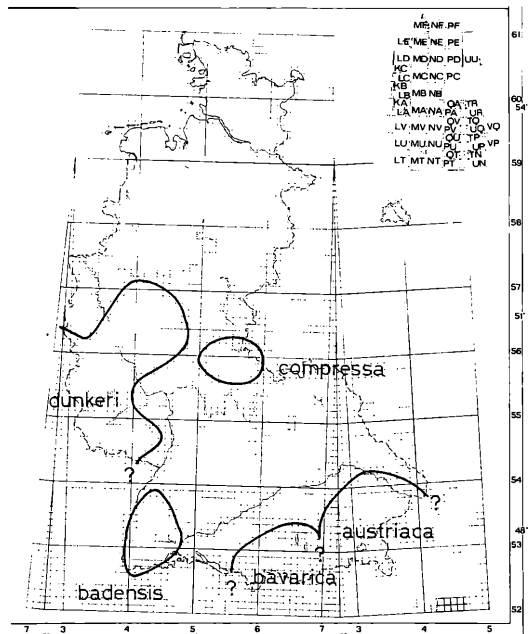 MF NF PF
61
LE ME NE PE
LD MD ND PD UU
KC
LC MC NC PC
KB
LB MB NB
60
KA
LA MA NA PA
QA TR
UR
54
QV TQ
LV MV NV PV
UQ VQ
QU TP
LU MU NU PU
UP VP
QT TN
LT MT NT PT
UN
59
58
57
51
56
compressa
dunkeri
55
?
54
?
austriaca
48
?
53
bavarica
?
badensis
52
7 3 4 5 6 7 3 4 5